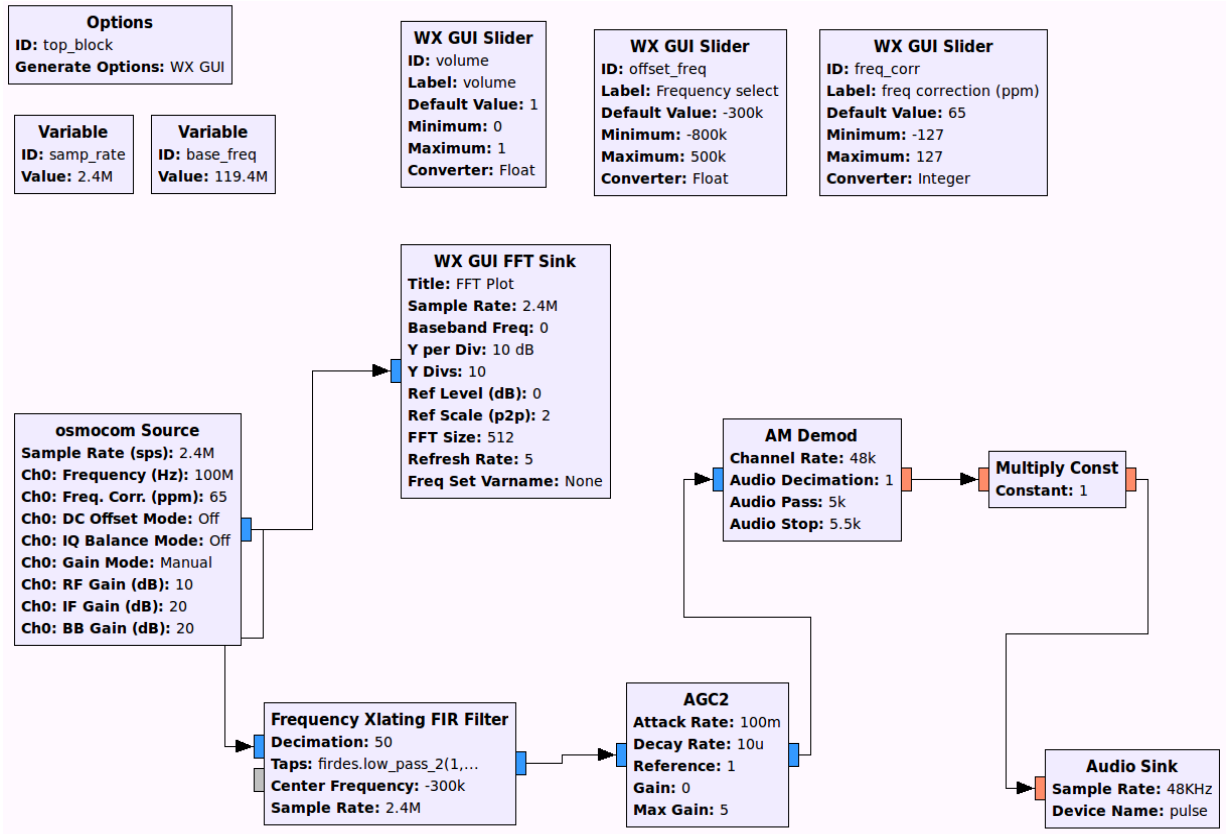 Options
ID: top_block
Generate Options: WX GUI
Variable
ID: samp_rate
Value: 2.4M
Variable
ID: base_freq
Value: 119.4M
WX GUI Slider
ID: volume
Label: volume
Default Value: 1
Minimum: 0
Maximum: 1
Converter: Float
WX GUI Slider
ID: offset_freq
Label: Frequency select
Default Value: -300k
Minimum: -800k
Maximum: 500k
Converter: Float
WX GUI Slider
ID: freq_corr
Label: freq correction (ppm)
Default Value: 65
Minimum: -127
Maximum: 127
Converter: Integer
WX GUI FFT Sink
Title: FFT Plot
Sample Rate: 2.4M
Baseband Freq: 0
Y per Div: 10 dB
Y Divs: 10
Ref Level (dB): 0
Ref Scale (p2p): 2
FFT Size: 512
Refresh Rate: 5
Freq Set Varname: None
osmocom Source
Sample Rate (sps): 2.4M
Ch0: Frequency (Hz): 100M
Ch0: Freq. Corr. (ppm): 65
Ch0: DC Offset Mode: Off
Ch0: IQ Balance Mode: Off
Ch0: Gain Mode: Manual
Ch0: RF Gain (dB): 10
Ch0: IF Gain (dB): 20
Ch0: BB Gain (dB): 20
AM Demod
Channel Rate: 48k
Audio Decimation: 1
Audio Pass: 5k
Audio Stop: 5.5k
Multiply Const
Constant: 1
Frequency Xlating FIR Filter
Decimation: 50
Taps: firdes.low_pass_2(1,...
Center Frequency: -300k
Sample Rate: 2.4M
AGC2
Attack Rate: 100m
Decay Rate: 10u
Reference: 1
Gain: 0
Max Gain: 5
Audio Sink
Sample Rate: 48KHz
Device Name: pulse